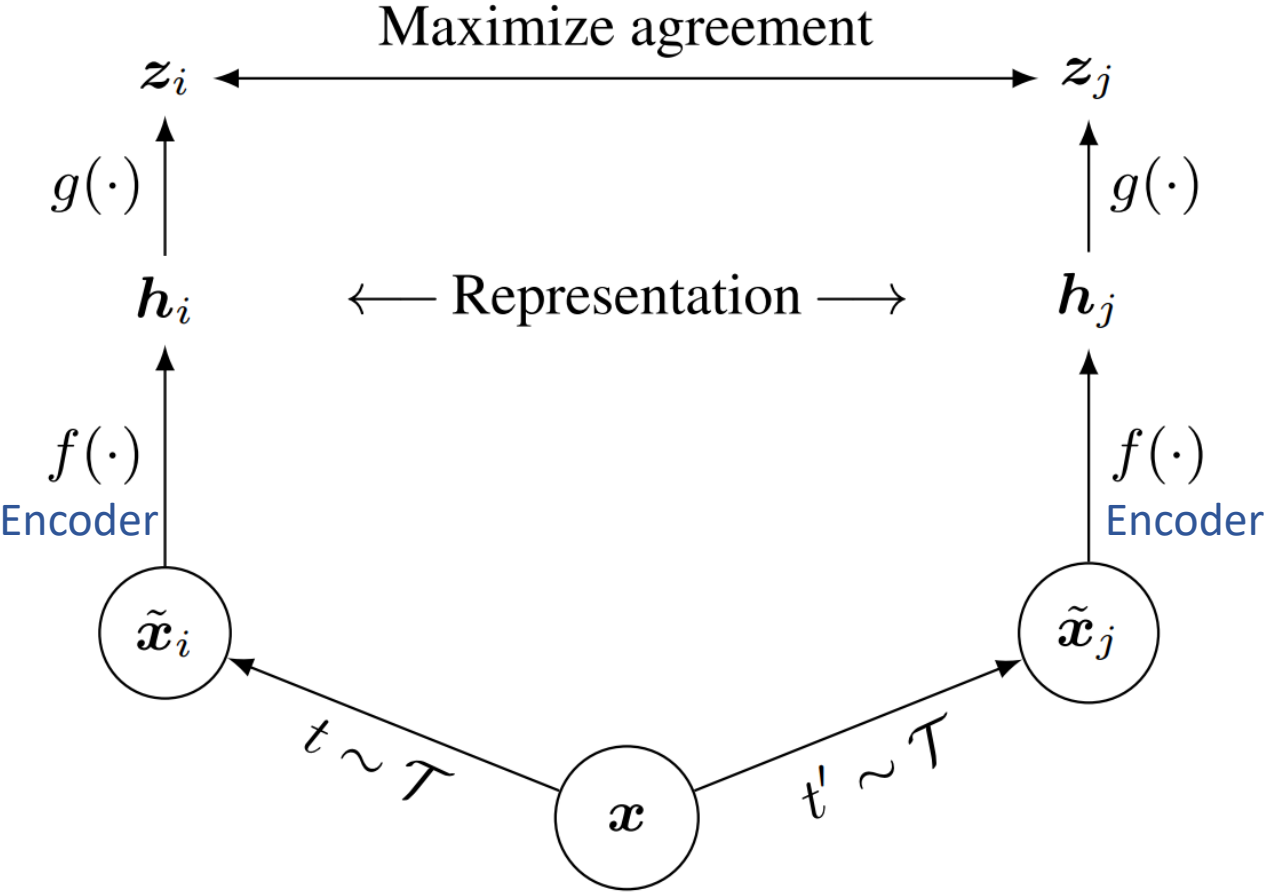 Maximize agreement
z_i z_j
g(·) g(·)
h_i ← Representation → h_j
f(·) f(·)
Encoder Encoder
x̃_i x̃_j
t ∼ 𝒯 t′ ∼ 𝒯
x